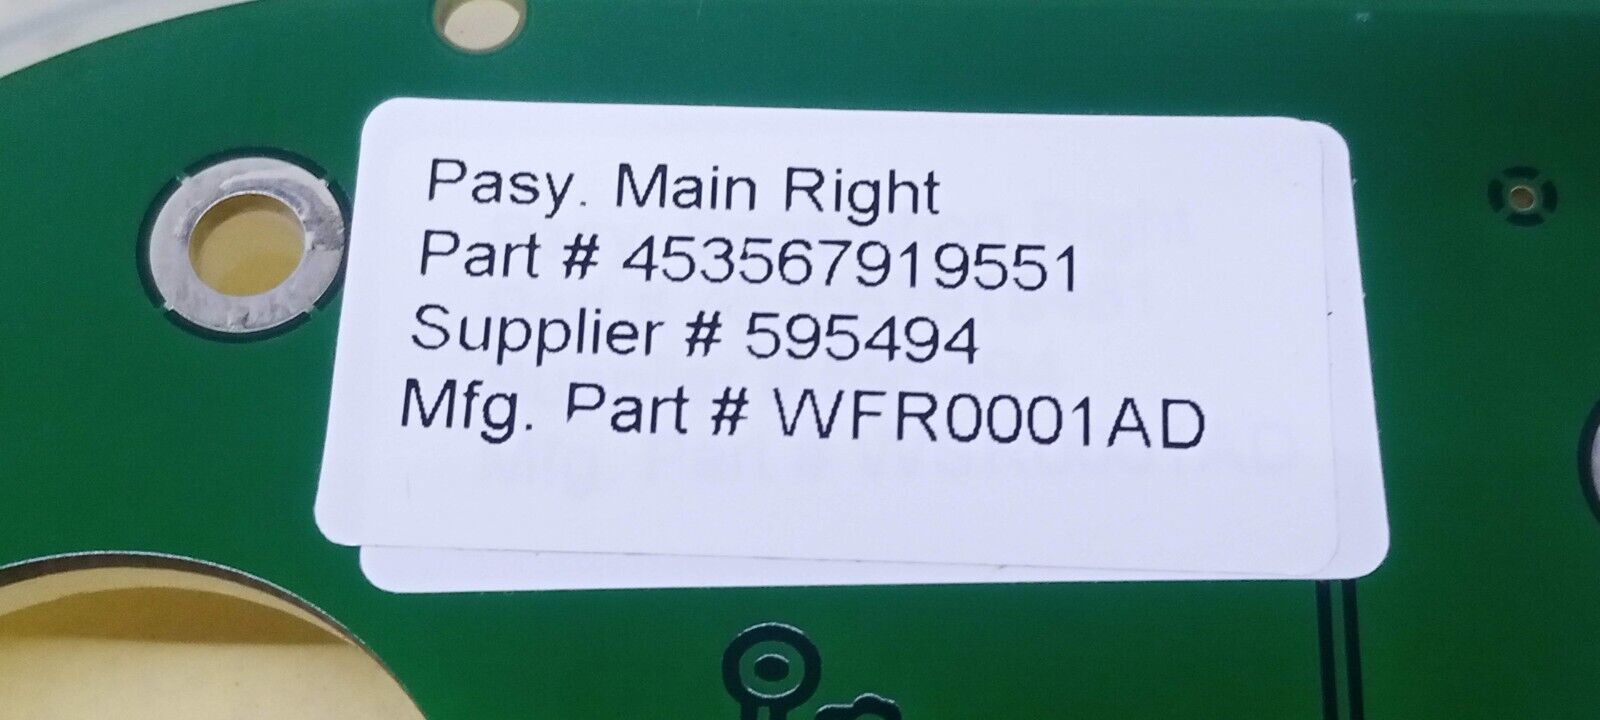 Pasy. Main Right
Part # 453567919551
Supplier # 595494
Mfg. Part # WFR0001AD